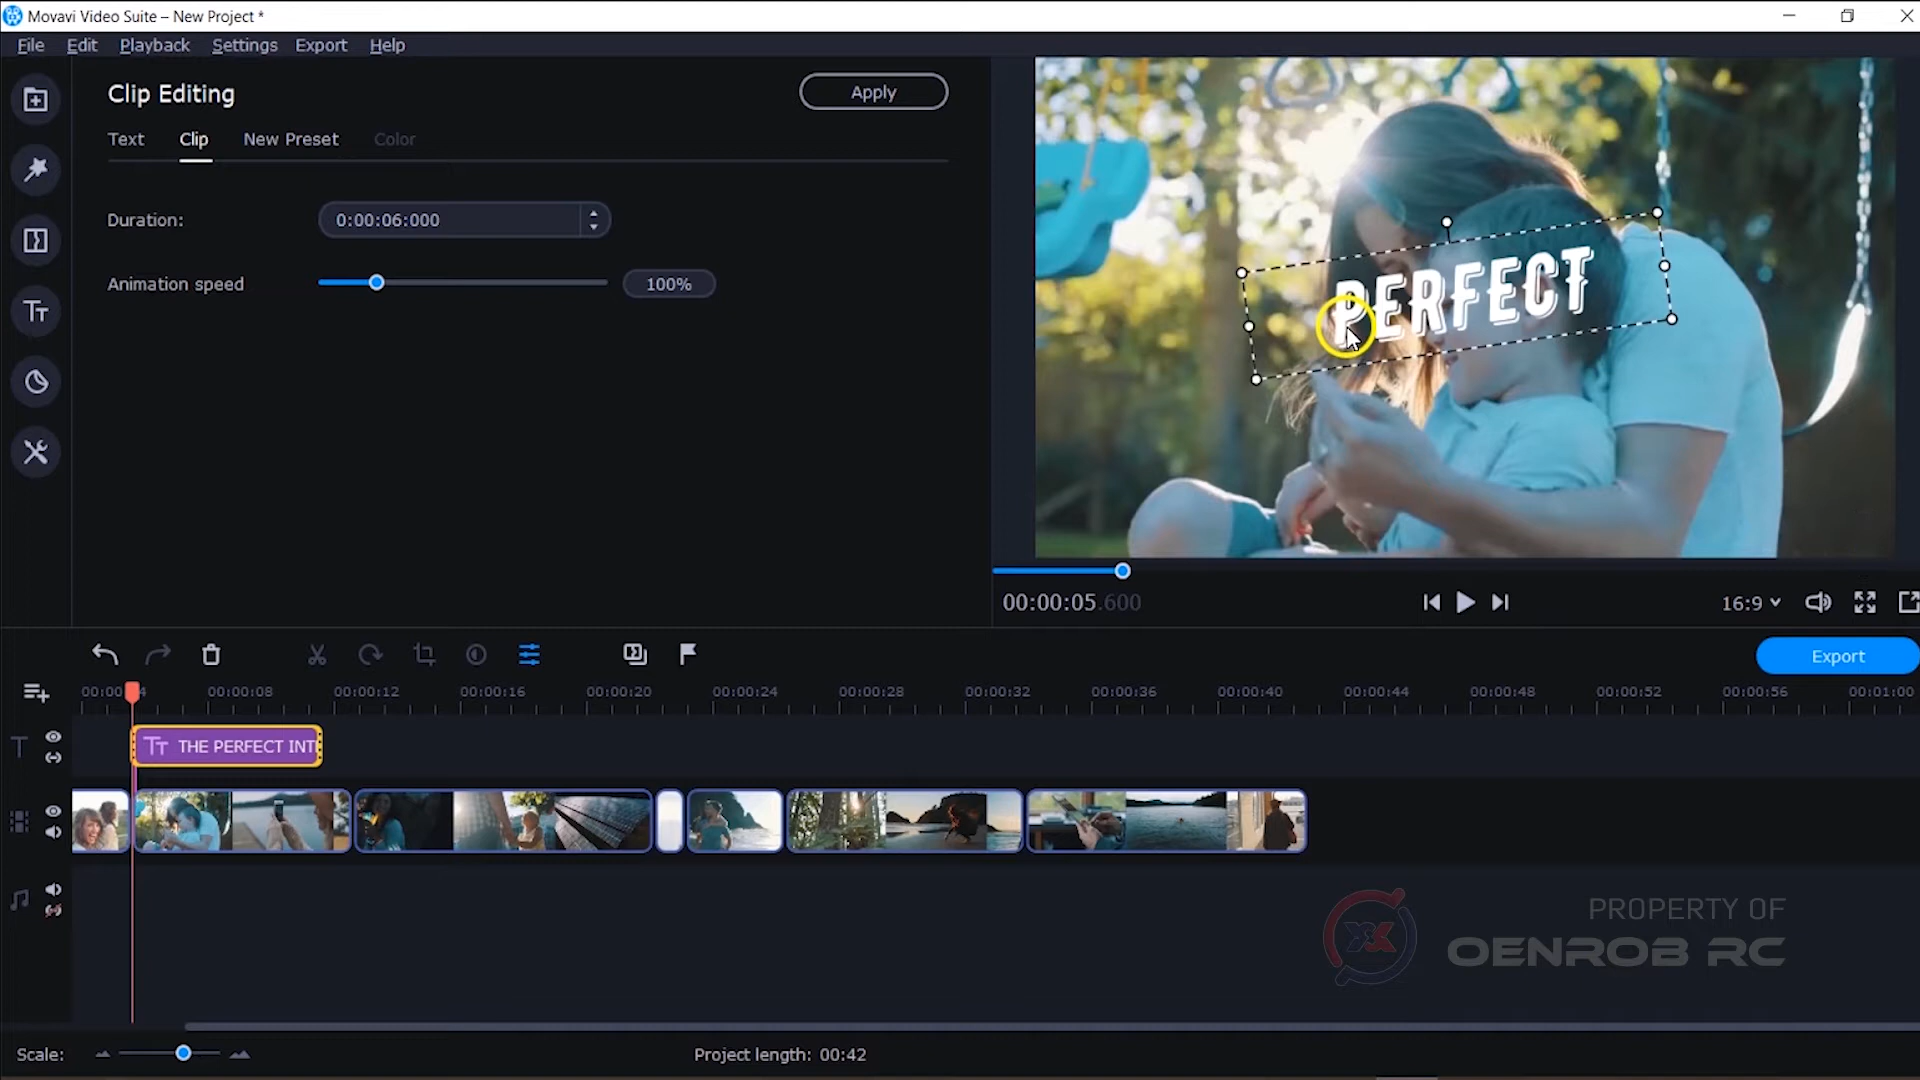 Movavi Video Suite – New Project *
File Edit Playback Settings Export Help
Clip Editing
Apply
Text Clip New Preset Color
Duration: 0:00:06:000
Animation speed 100%
PERFECT
00:00:05.600
16:9
Export
00:00 4 00:00:08 00:00:12 00:00:16 00:00:20 00:00:24 00:00:28 00:00:32 00:00:36 00:00:40 00:00:44 00:00:48 00:00:52 00:00:56 00:01:00
THE PERFECT INT
PROPERTY OF
OENROB RC
Scale:
Project length: 00:42